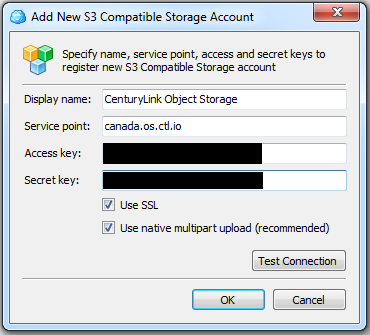 Add New S3 Compatible Storage Account
Specify name, service point, access and secret keys to
register new S3 Compatible Storage account
Display name: CenturyLink Object Storage
Service point: canada.os.ctl.io
Access key:
Secret key:
Use SSL
Use native multipart upload (recommended)
Test Connection
OK Cancel